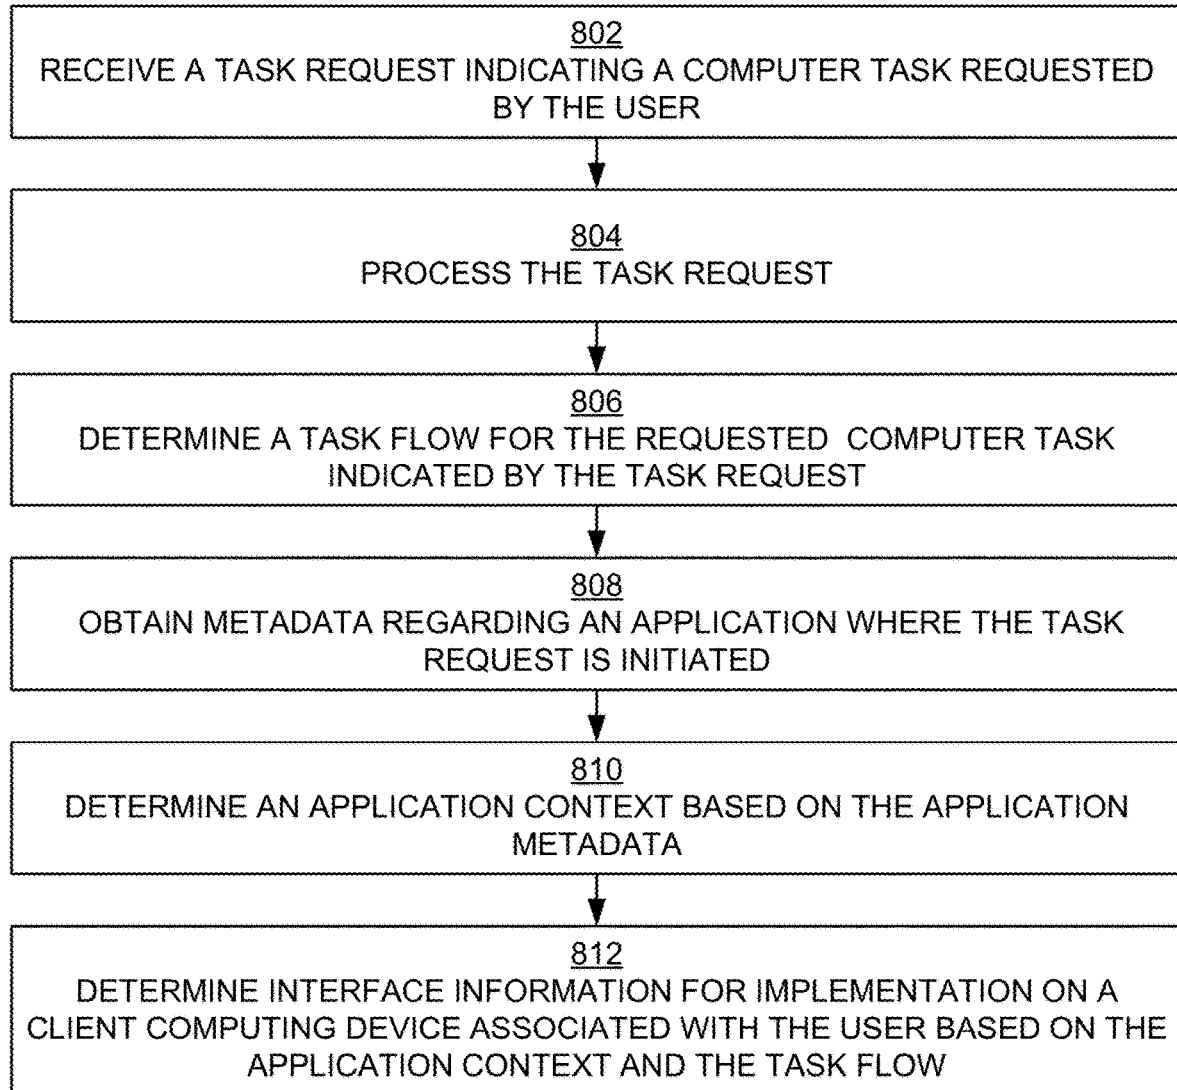 802
RECEIVE A TASK REQUEST INDICATING A COMPUTER TASK REQUESTED
BY THE USER
804
PROCESS THE TASK REQUEST
806
DETERMINE A TASK FLOW FOR THE REQUESTED COMPUTER TASK
INDICATED BY THE TASK REQUEST
808
OBTAIN METADATA REGARDING AN APPLICATION WHERE THE TASK
REQUEST IS INITIATED
810
DETERMINE AN APPLICATION CONTEXT BASED ON THE APPLICATION
METADATA
812
DETERMINE INTERFACE INFORMATION FOR IMPLEMENTATION ON A
CLIENT COMPUTING DEVICE ASSOCIATED WITH THE USER BASED ON THE
APPLICATION CONTEXT AND THE TASK FLOW